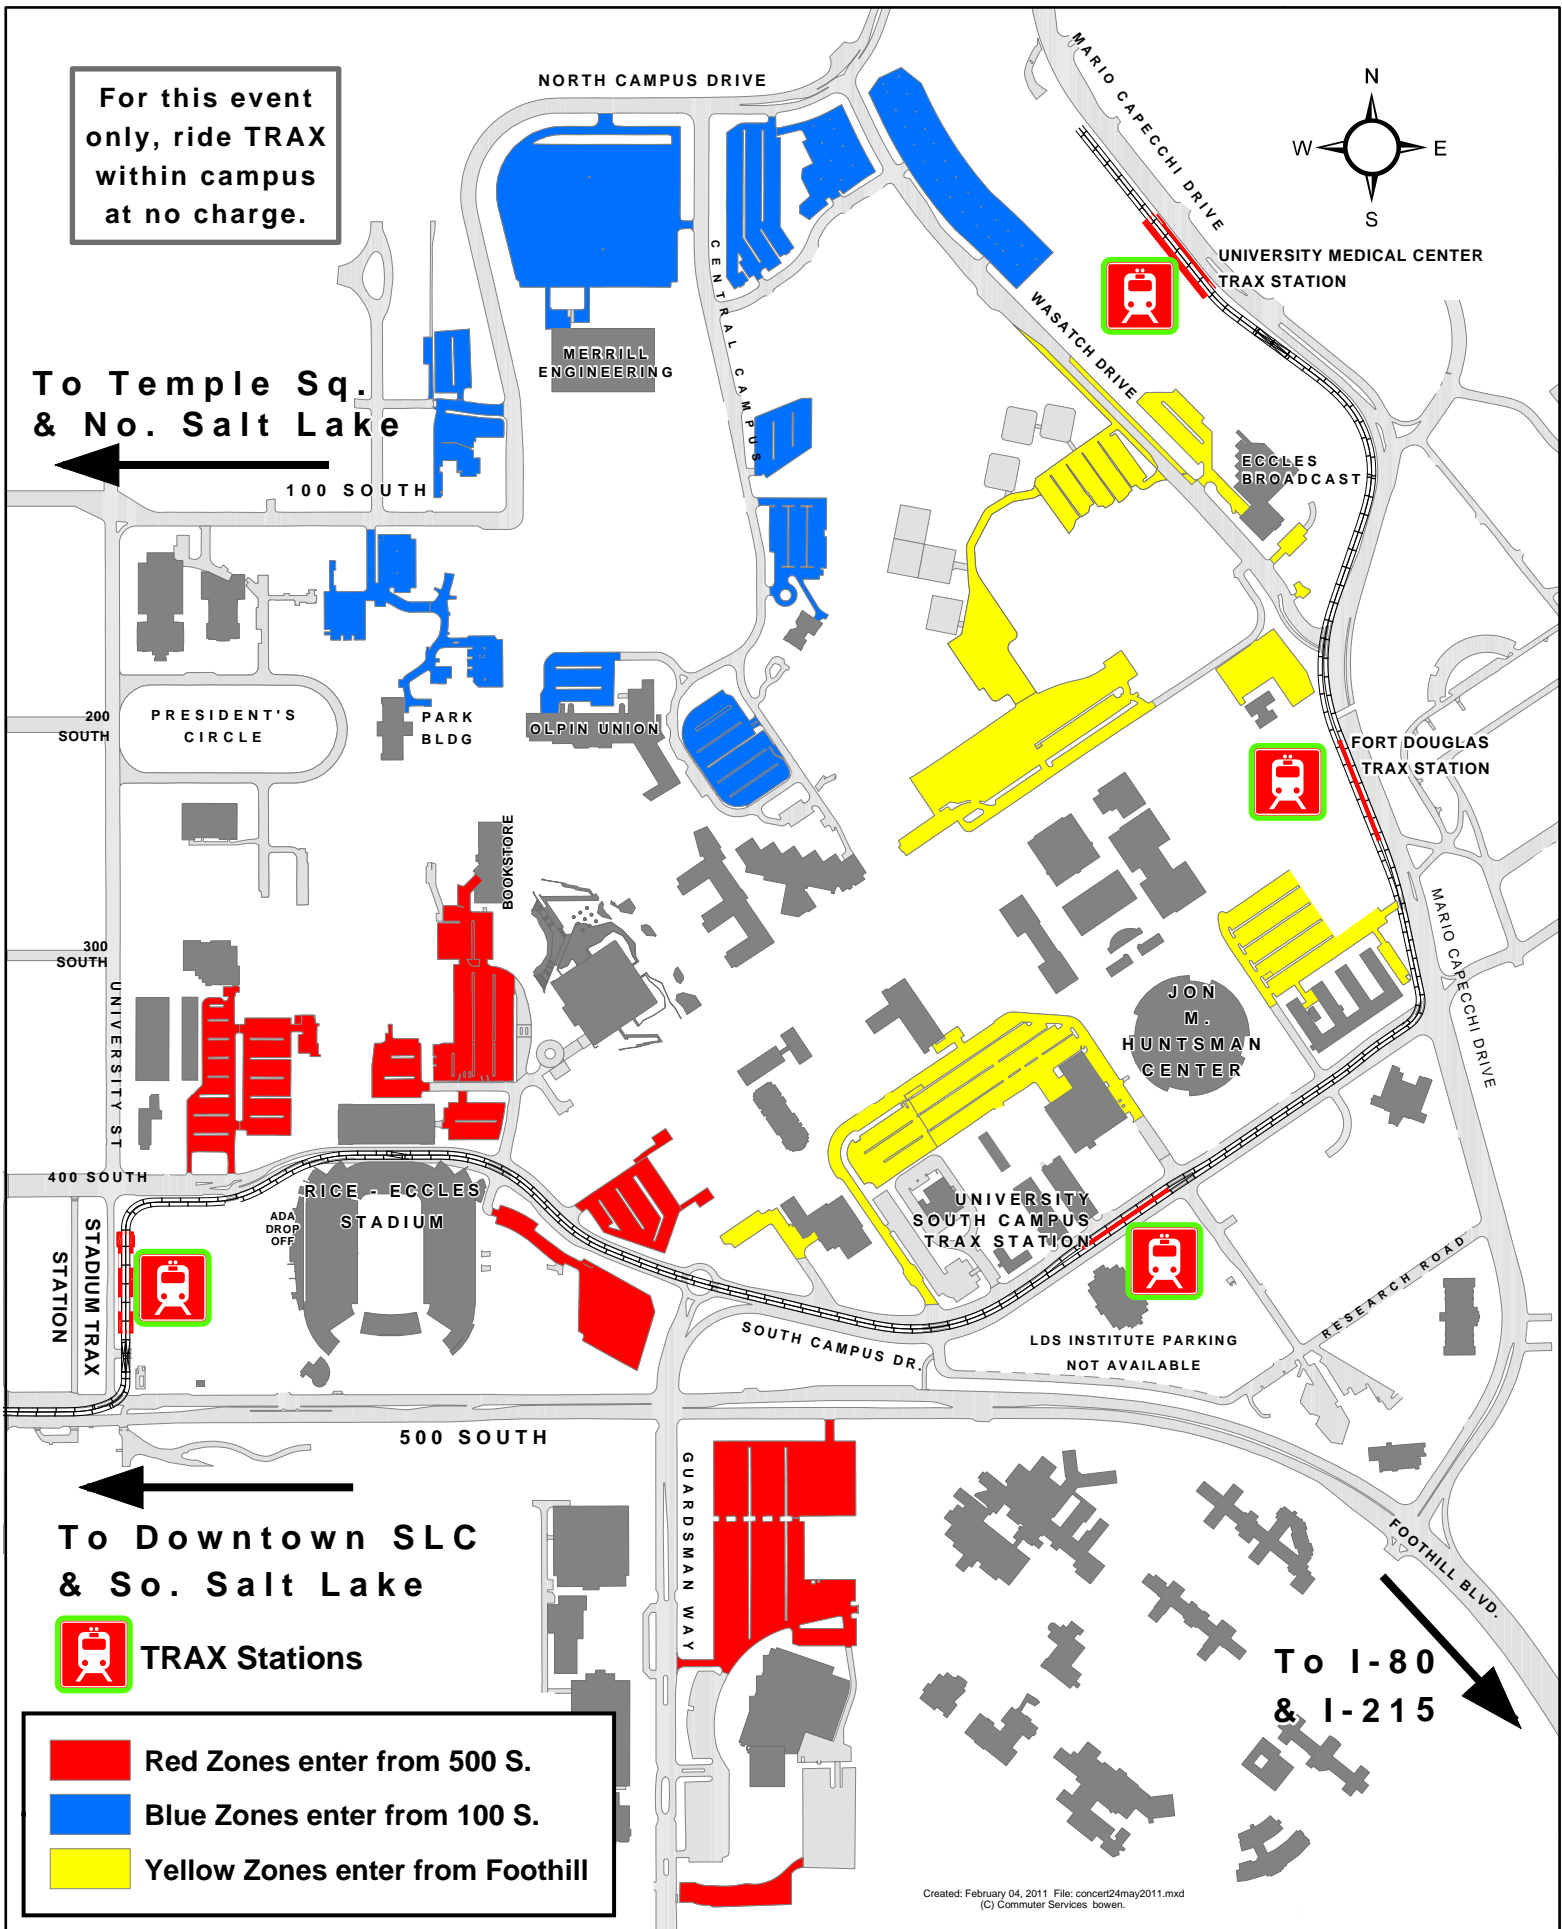 For this event
only, ride TRAX
within campus
at no charge.
NORTH CAMPUS DRIVE
MARIO CAPECCHI DRIVE
N
W
E
S
UNIVERSITY MEDICAL CENTER
TRAX STATION
CENTRAL CAMPUS
WASATCH DRIVE
MERRILL
ENGINEERING
To Temple Sq.
& No. Salt Lake
100 SOUTH
ECCLES
BROADCAST
200
SOUTH
PRESIDENT'S
CIRCLE
PARK
BLDG
OLPIN UNION
FORT DOUGLAS
TRAX STATION
BOOKSTORE
MARIO CAPECCHI DRIVE
300
SOUTH
UNIVERSITY ST
JON
M.
HUNTSMAN
CENTER
400 SOUTH
RICE - ECCLES
STADIUM
ADA
DROP
OFF
STADIUM TRAX
STATION
UNIVERSITY
SOUTH CAMPUS
TRAX STATION
RESEARCH ROAD
SOUTH CAMPUS DR.
LDS INSTITUTE PARKING
NOT AVAILABLE
500 SOUTH
GUARDSMAN WAY
FOOTHILL BLVD.
To Downtown SLC
& So. Salt Lake
TRAX Stations
To I-80
& I-215
Red Zones enter from 500 S.
Blue Zones enter from 100 S.
Yellow Zones enter from Foothill
Created: February 04, 2011 File: concert24may2011.mxd
(C) Commuter Services bowen.